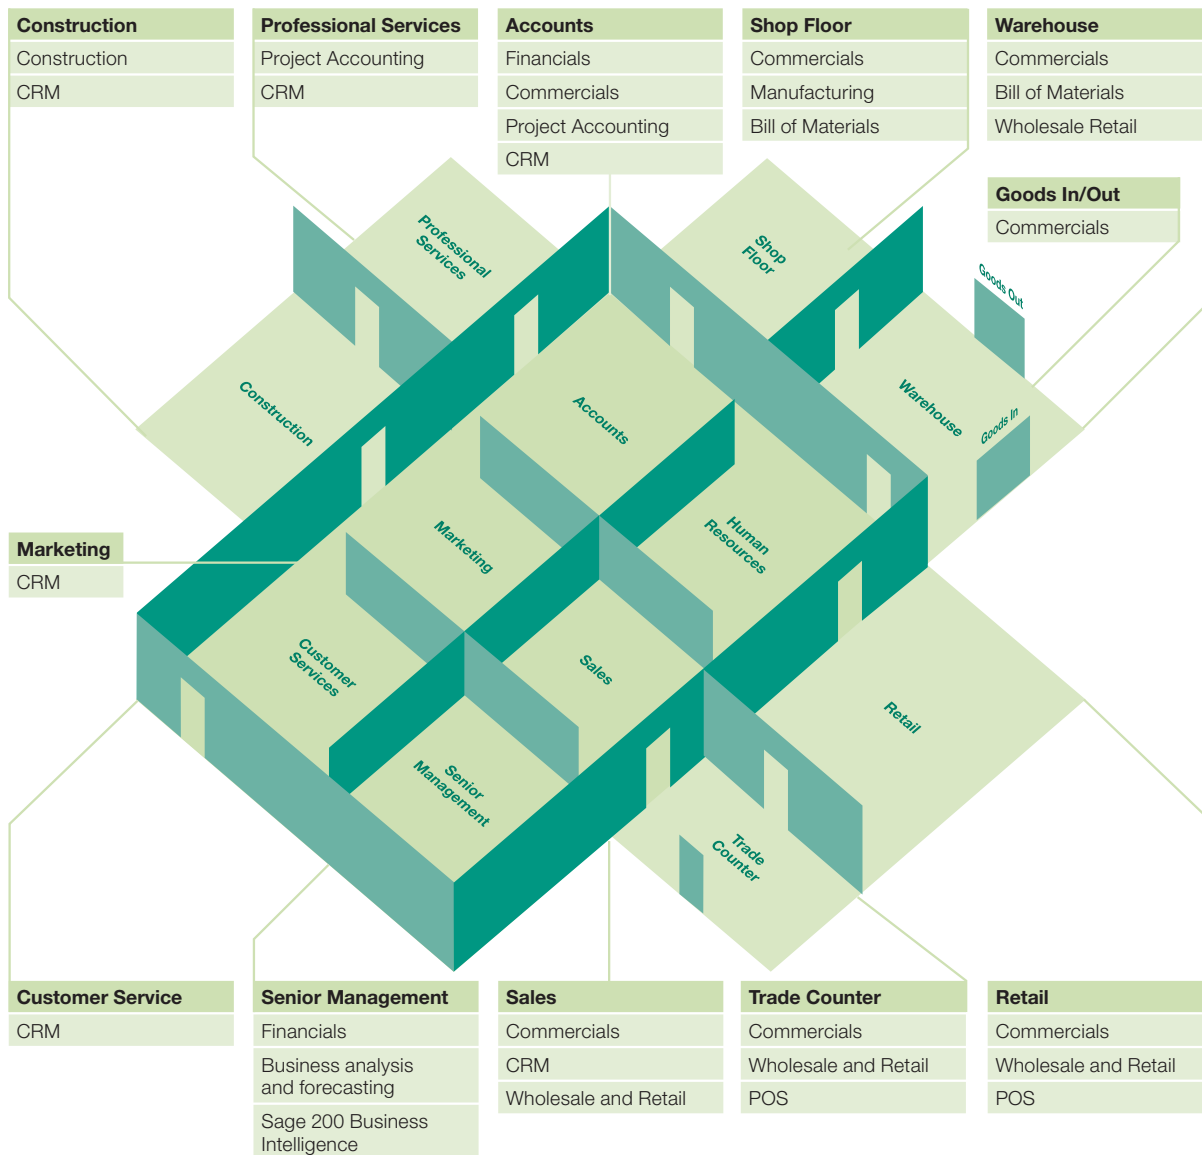 Construction
Construction
CRM
Professional Services
Project Accounting
CRM
Accounts
Financials
Commercials
Project Accounting
CRM
Shop Floor
Commercials
Manufacturing
Bill of Materials
Warehouse
Commercials
Bill of Materials
Wholesale Retail
Goods In/Out
Commercials
Professional
Services
Shop
Floor
Goods Out
Construction
Accounts
Warehouse
Goods In
Marketing
CRM
Marketing
Human
Resources
Customer
Services
Sales
Retail
Senior
Management
Trade
Counter
Customer Service
CRM
Senior Management
Financials
Business analysis
and forecasting
Sage 200 Business
Intelligence
Sales
Commercials
CRM
Wholesale and Retail
Trade Counter
Commercials
Wholesale and Retail
POS
Retail
Commercials
Wholesale and Retail
POS